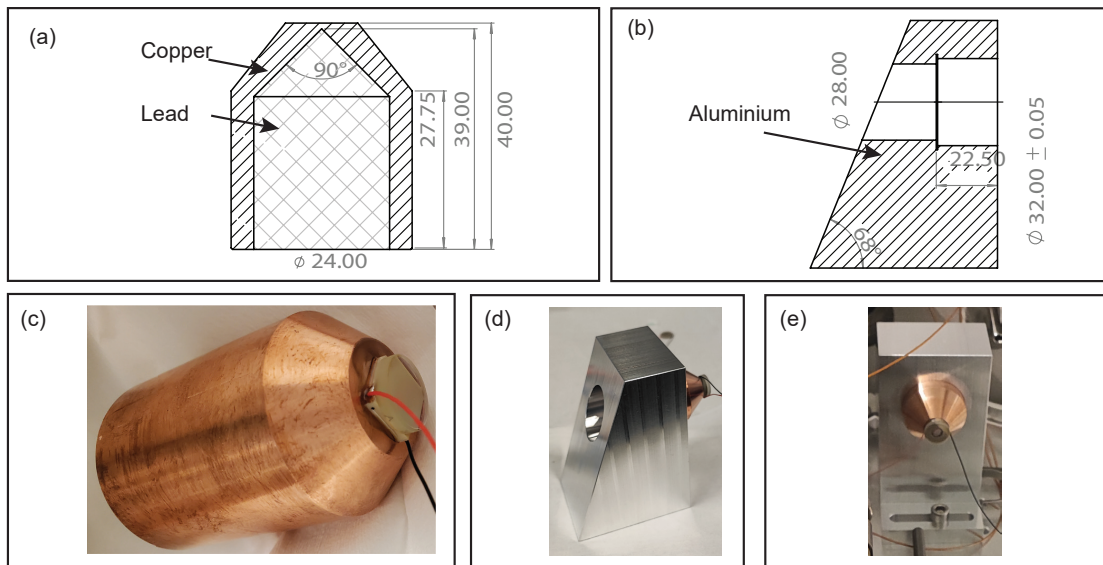 (a)
Copper
90°
Lead
27.75
39.00
40.00
⌀ 24.00
(b)
⌀ 28.00
Aluminium
22.50
⌀ 32.00 ± 0.05
68°
(c)
(d)
(e)